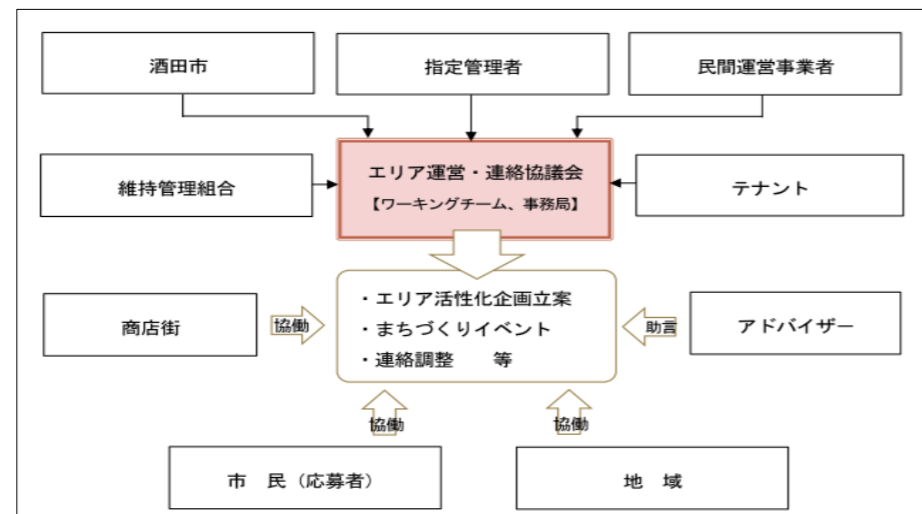 酒田市
指定管理者
民間運営事業者
維持管理組合
エリア運営・連絡協議会
【ワーキングチーム、事務局】
テナント
商店街
協働
・エリア活性化企画立案
・まちづくりイベント
・連絡調整　　等
助言
アドバイザー
協働
協働
市　民（応募者）
地　域